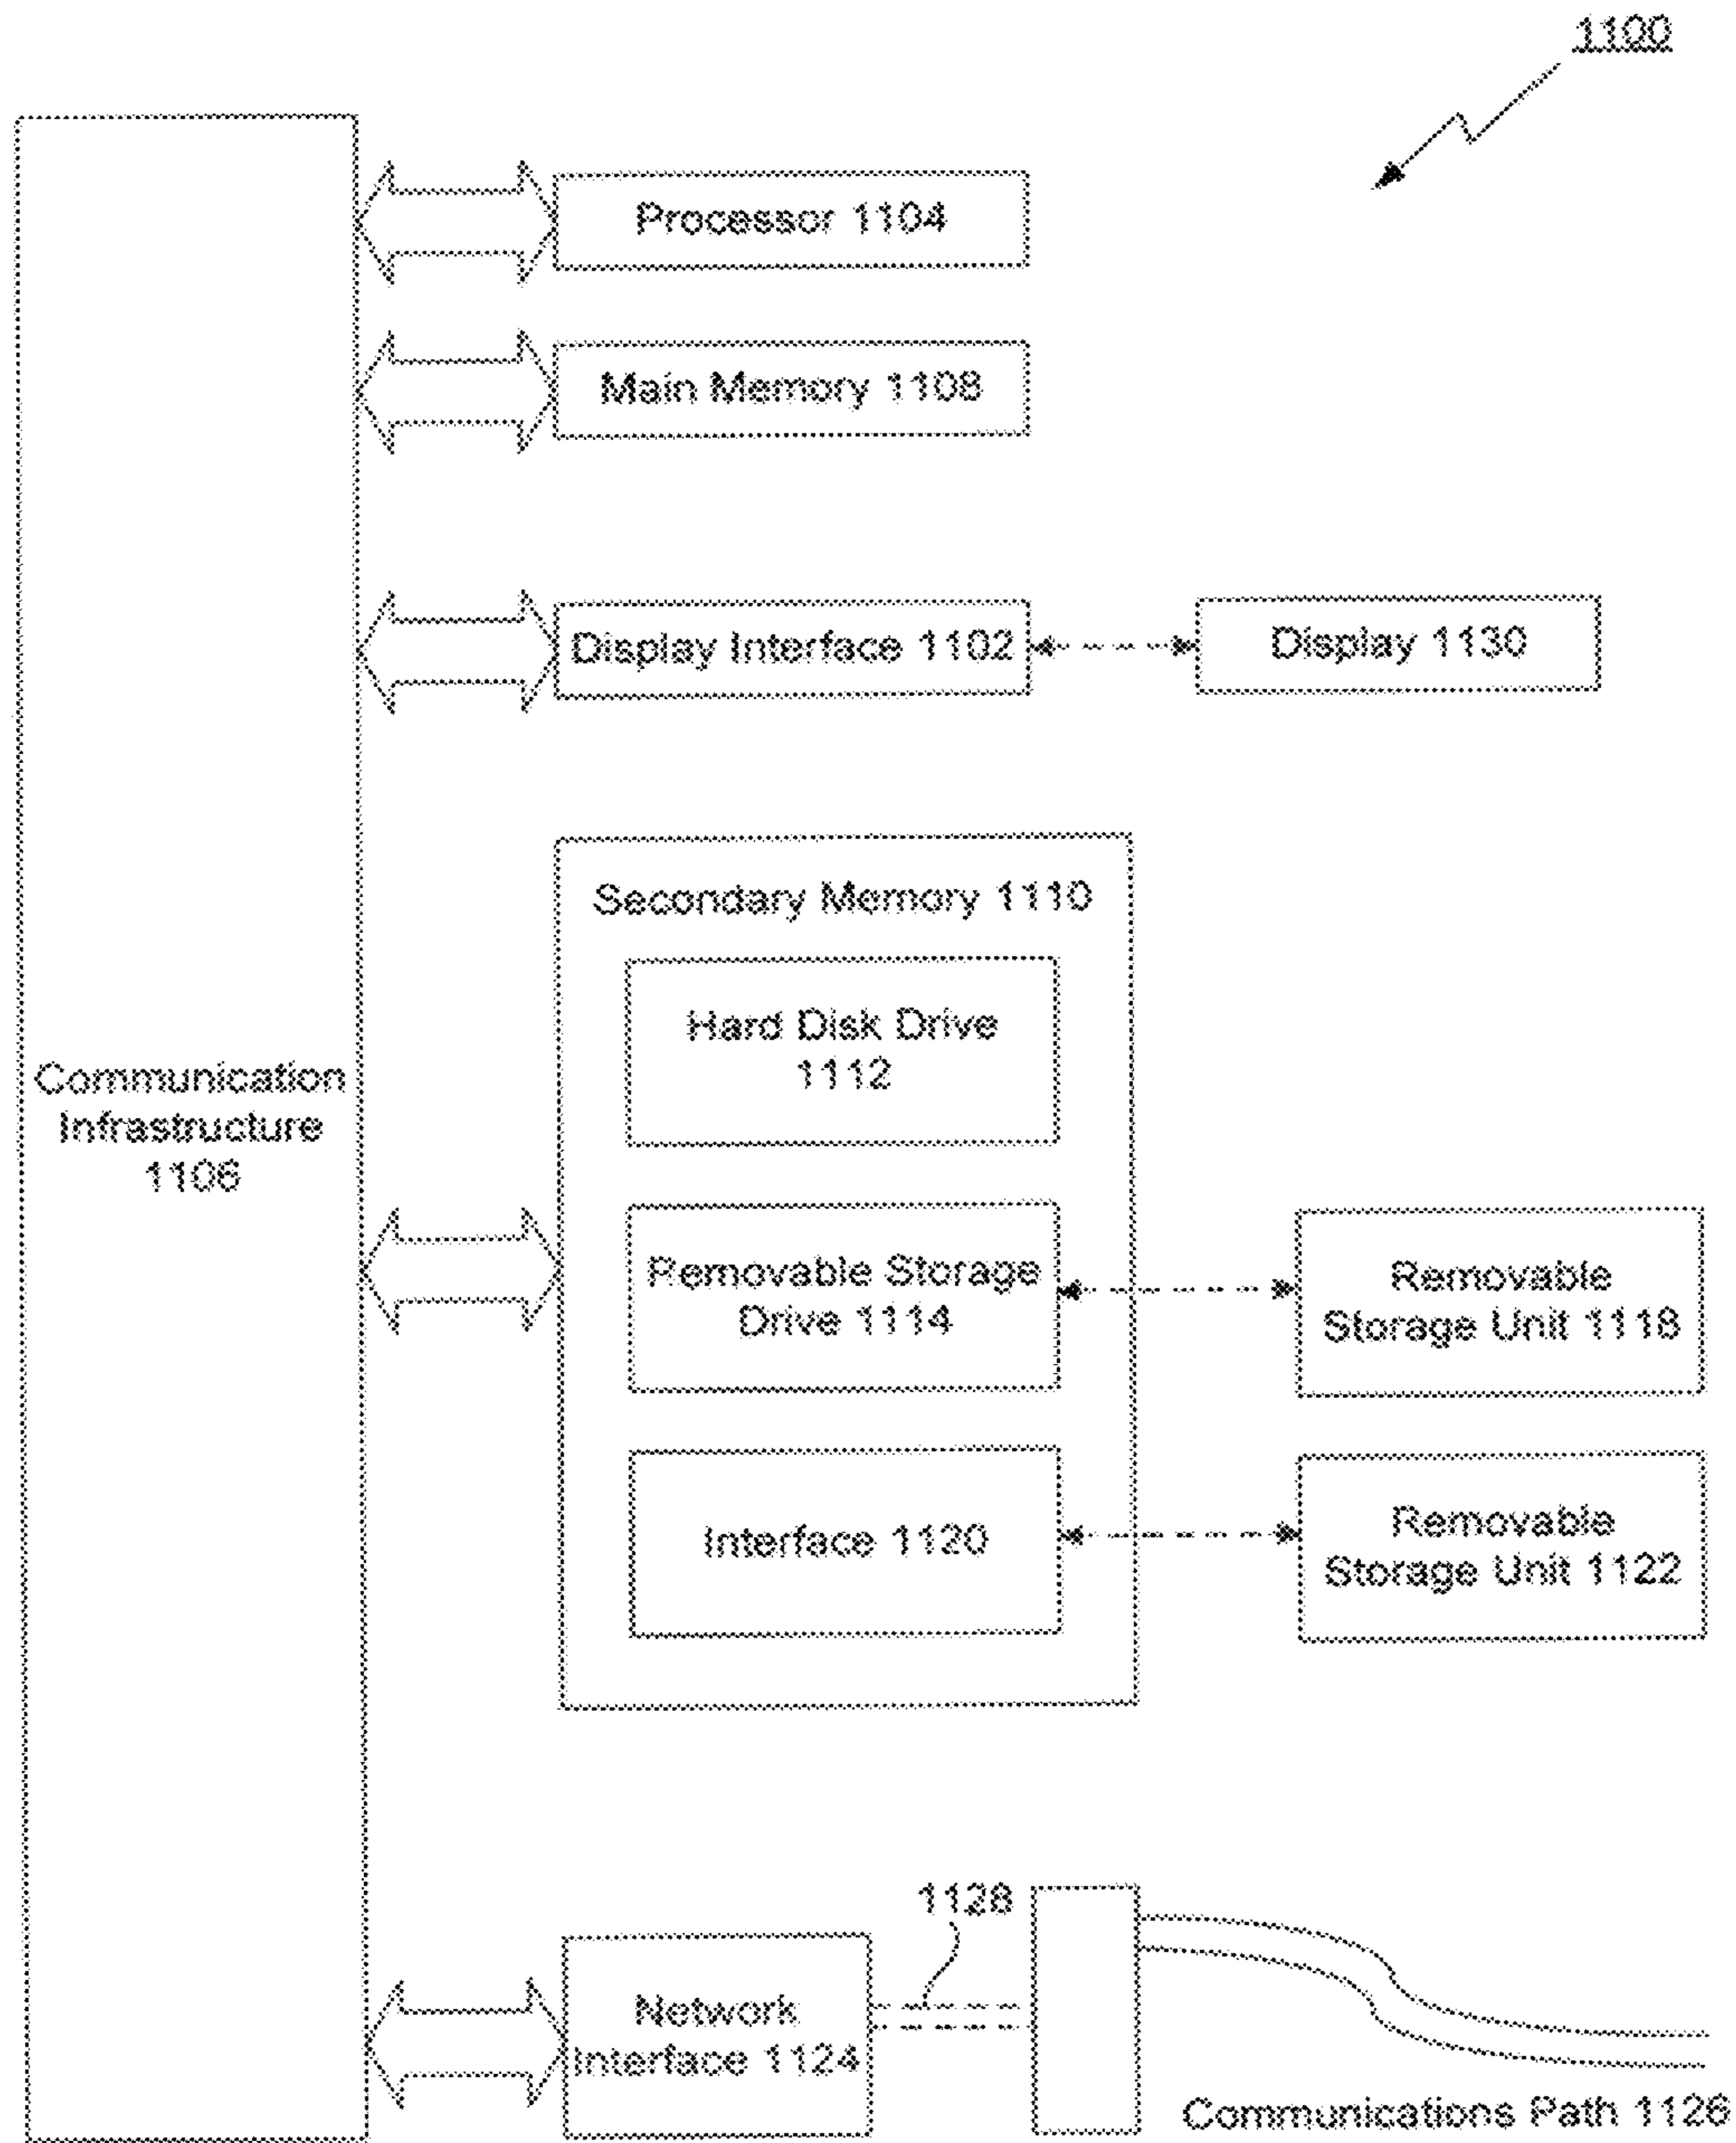 1100
Processor 1104
Main Memory 1108
Display Interface 1102
Display 1130
Secondary Memory 1110
Hard Disk Drive
1112
Communication
Infrastructure
1106
Removable Storage
Drive 1114
Removable
Storage Unit 1118
Interface 1120
Removable
Storage Unit 1122
1128
Network
Interface 1124
Communications Path 1126